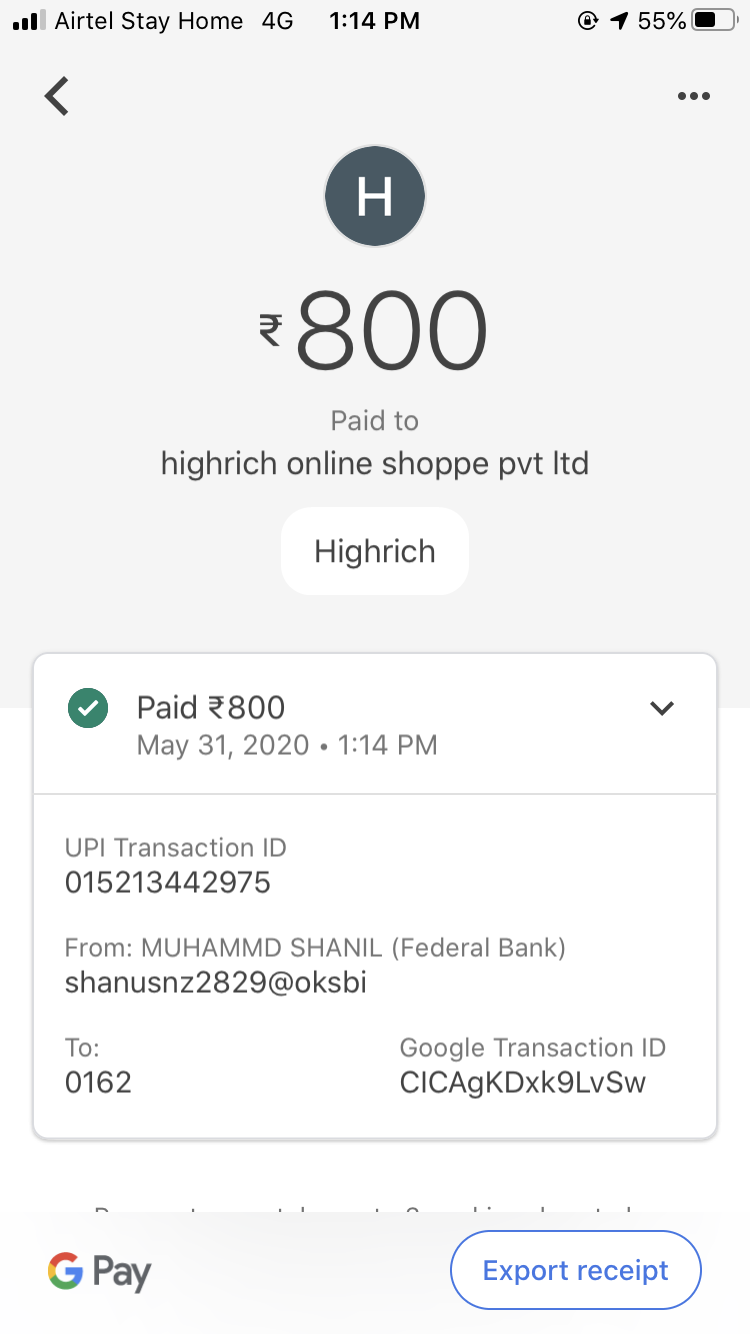 Airtel Stay Home 4G 1:14 PM 55%
H
₹800
Paid to
highrich online shoppe pvt ltd
Highrich
Paid ₹800
May 31, 2020 • 1:14 PM
UPI Transaction ID
015213442975
From: MUHAMMD SHANIL (Federal Bank)
shanusnz2829@oksbi
To: Google Transaction ID
0162 CICAgKDxk9LvSw
G Pay Export receipt